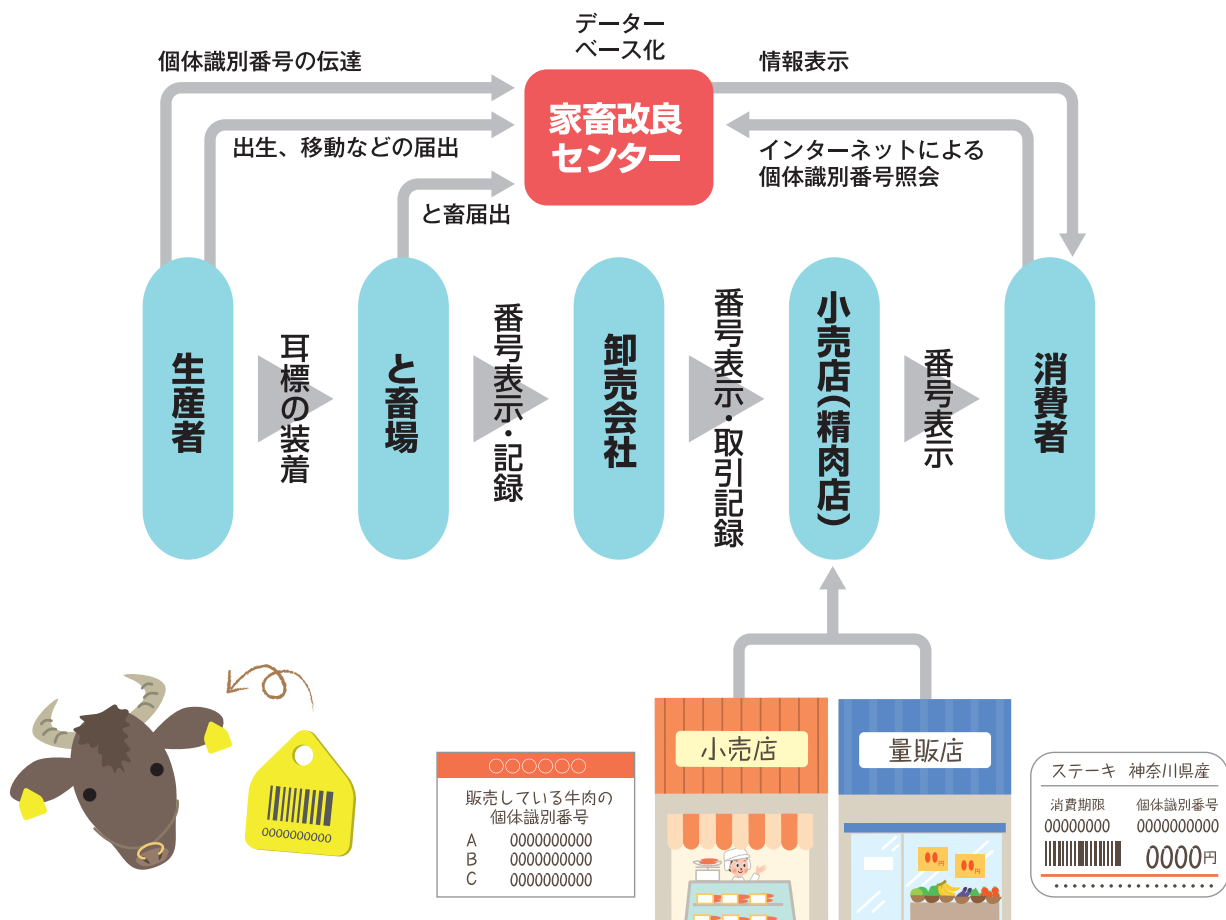 データー
ベース化
個体識別番号の伝達
情報表示
家畜改良
センター
出生、移動などの届出
インターネットによる
個体識別番号照会
と畜届出
生産者
耳標の装着
と畜場
番号表示・記録
卸売会社
番号表示・取引記録
小売店(精肉店)
番号表示
消費者
0000000000
○○○○○○
販売している牛肉の
個体識別番号
A 0000000000
B 0000000000
C 0000000000
小売店
量販店
円
円
ステーキ 神奈川県産
消費期限 個体識別番号
00000000 0000000000
0000円